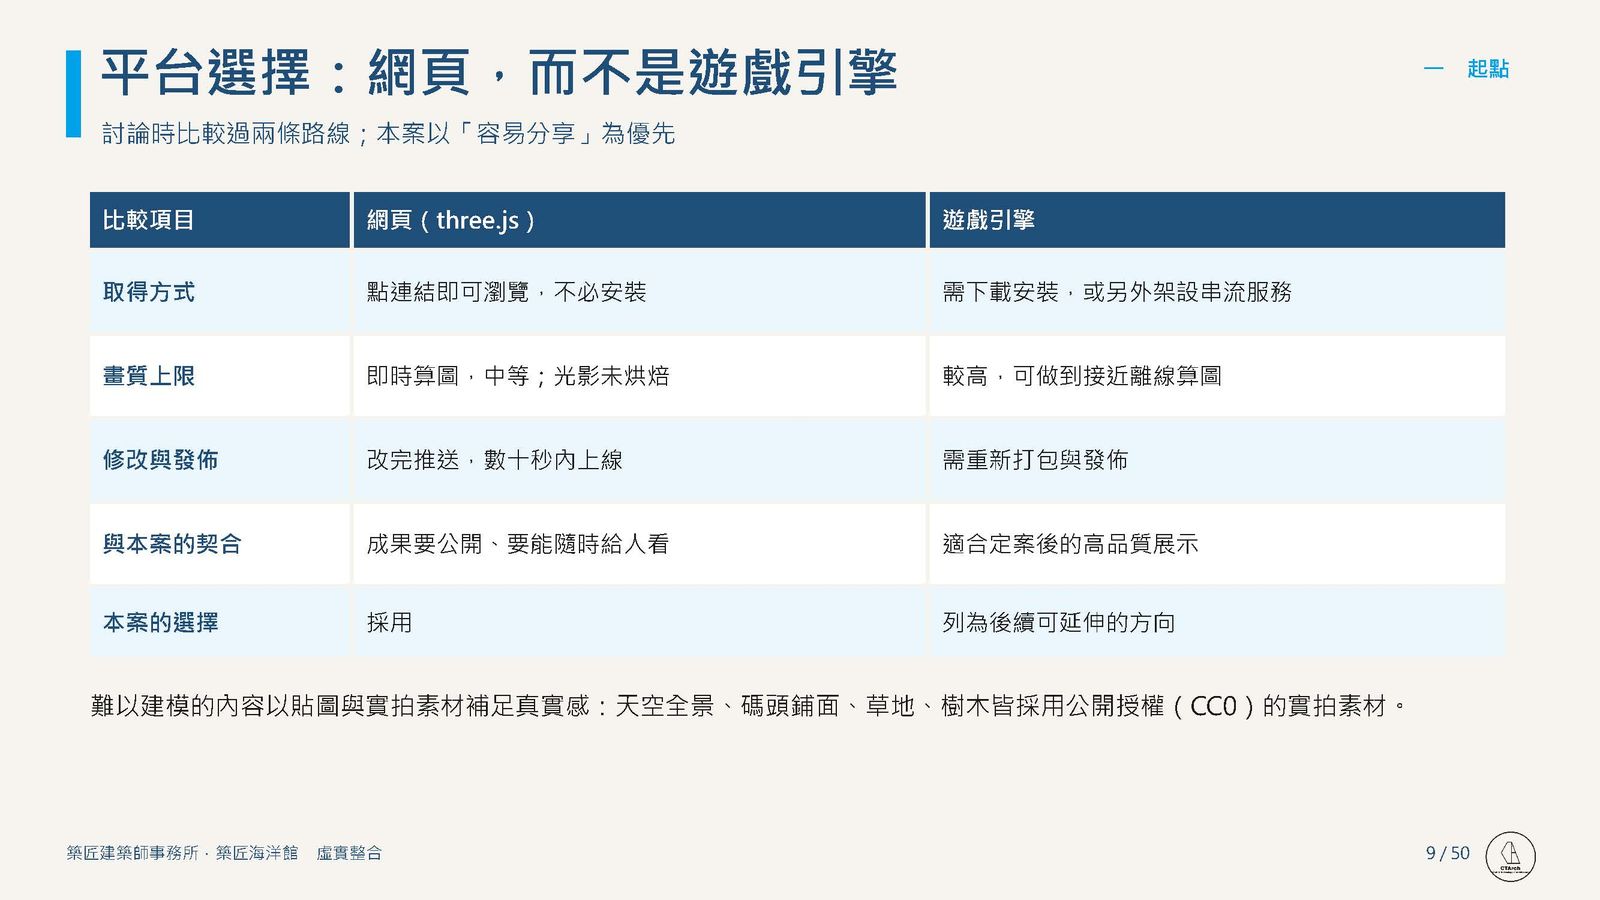 平台選擇：網頁，而不是遊戲引擎
一　起點
討論時比較過兩條路線；本案以「容易分享」為優先
比較項目
網頁（three.js）
遊戲引擎
取得方式
點連結即可瀏覽，不必安裝
需下載安裝，或另外架設串流服務
畫質上限
即時算圖，中等；光影未烘焙
較高，可做到接近離線算圖
修改與發佈
改完推送，數十秒內上線
需重新打包與發佈
與本案的契合
成果要公開、要能隨時給人看
適合定案後的高品質展示
本案的選擇
採用
列為後續可延伸的方向
難以建模的內容以貼圖與實拍素材補足真實感：天空全景、碼頭鋪面、草地、樹木皆採用公開授權（CC0）的實拍素材。
築匠建築師事務所．築匠海洋館　虛實整合
9 / 50
CTArch